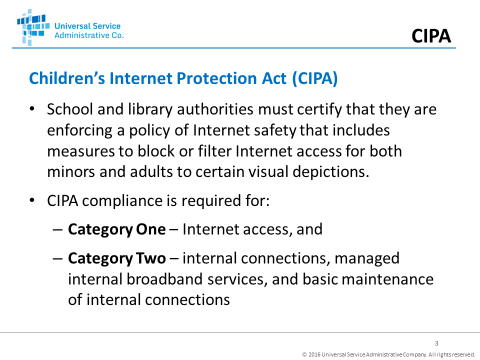 Universal Service
Administrative Co.
CIPA
Children's Internet Protection Act (CIPA)
• School and library authorities must certify that they are
enforcing a policy of Internet safety that includes
measures to block or filter Internet access for both
minors and adults to certain visual depictions.
• CIPA compliance is required for:
– Category One – Internet access, and
– Category Two – internal connections, managed
internal broadband services, and basic maintenance
of internal connections
3
© 2016 Universal Service Administrative Company. All rights reserved.